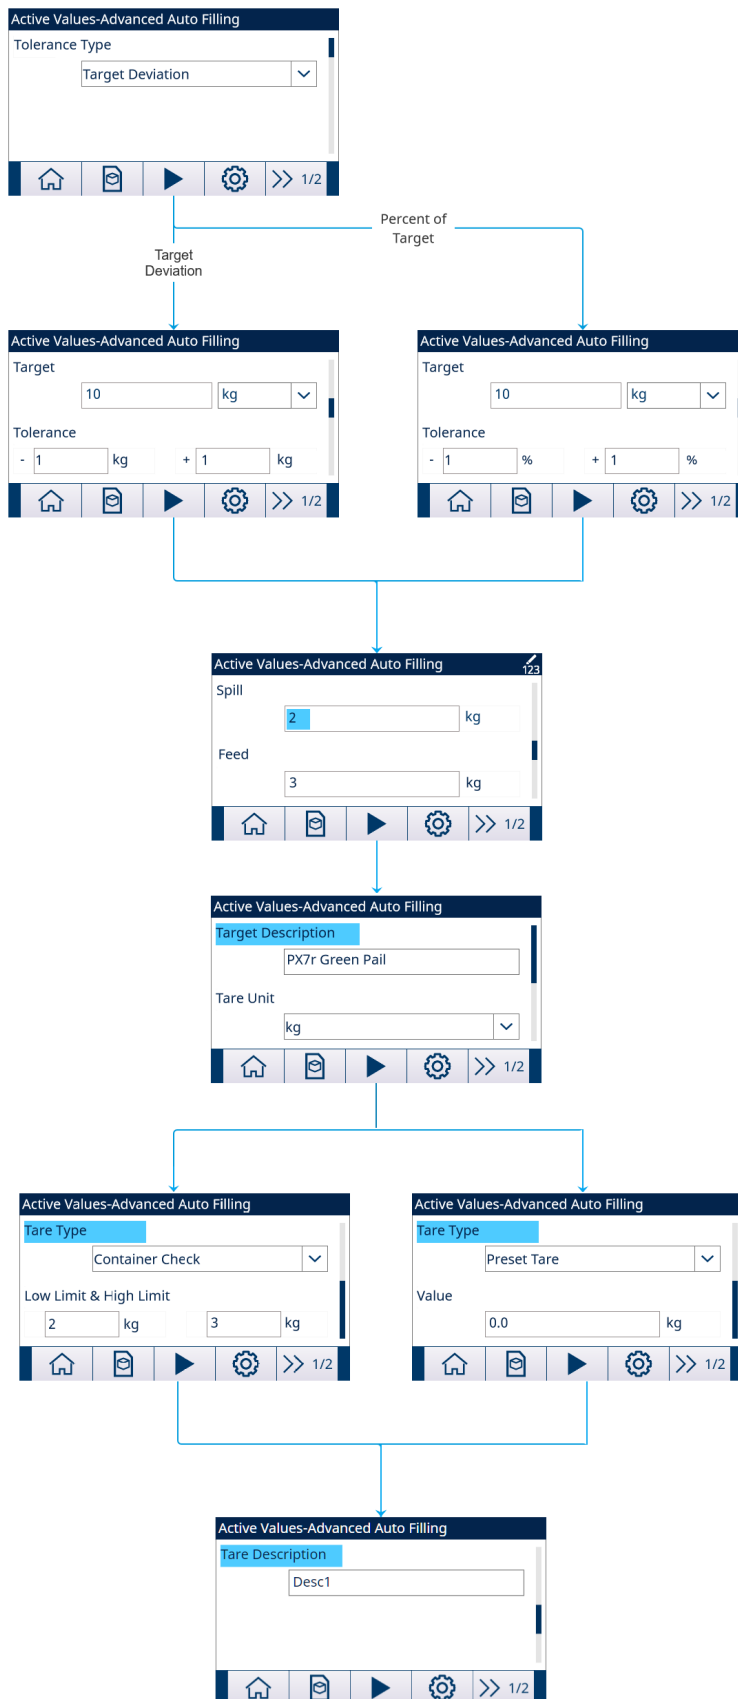 Active Values-Advanced Auto Filling
Tolerance Type
Target Deviation
1/2
Percent of
Target
Target
Deviation
Active Values-Advanced Auto Filling
Target
10 kg
Tolerance
- 1 kg + 1 kg
1/2
Active Values-Advanced Auto Filling
Target
10 kg
Tolerance
- 1 % + 1 %
1/2
Active Values-Advanced Auto Filling 123
Spill
2 kg
Feed
3 kg
1/2
Active Values-Advanced Auto Filling
Target Description
PX7r Green Pail
Tare Unit
kg
1/2
Active Values-Advanced Auto Filling
Tare Type
Container Check
Low Limit & High Limit
2 kg 3 kg
1/2
Active Values-Advanced Auto Filling
Tare Type
Preset Tare
Value
0.0 kg
1/2
Active Values-Advanced Auto Filling
Tare Description
Desc1
1/2